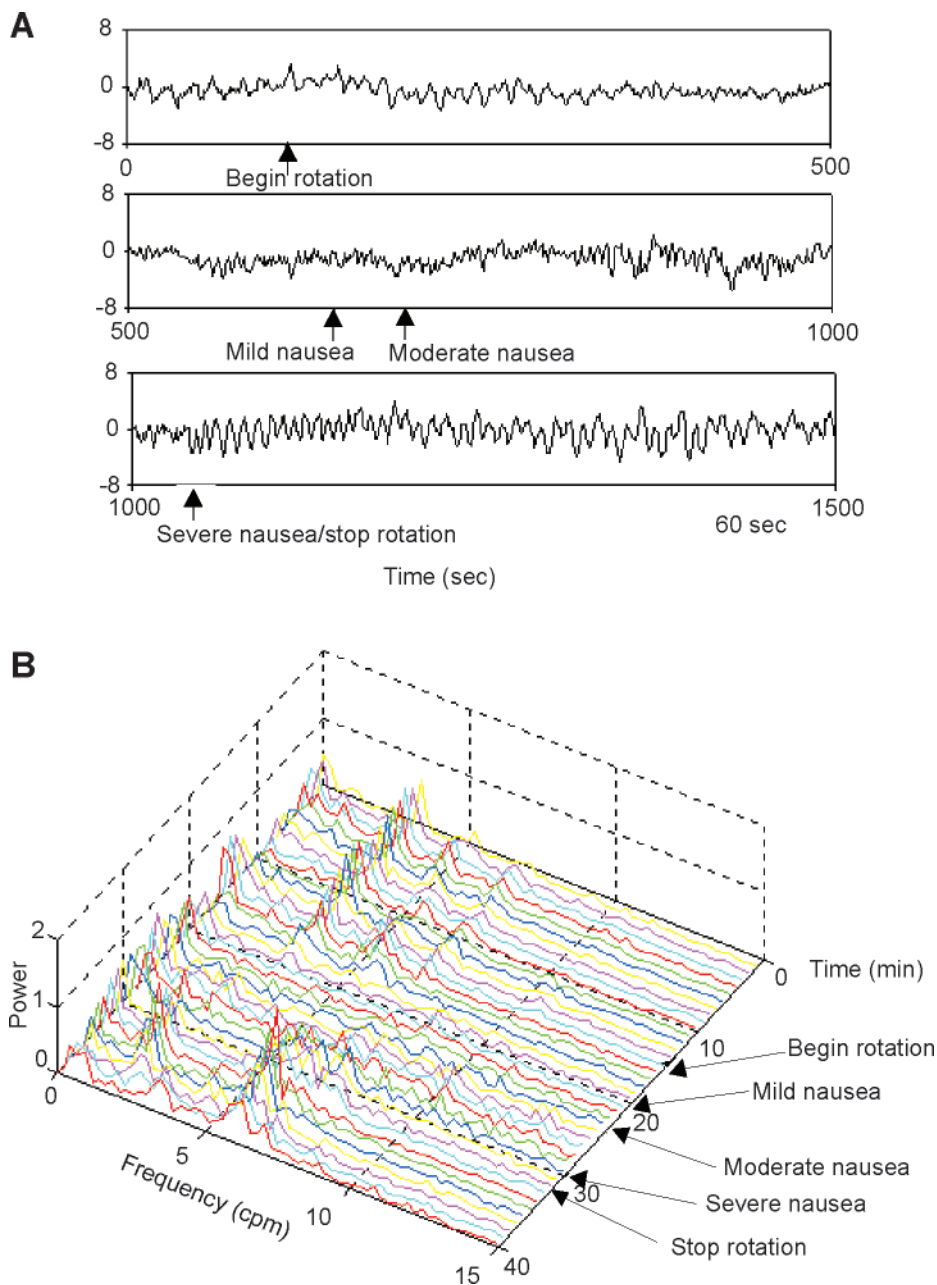 A
8
0
-8
0
500
Begin rotation
8
0
-8
500
1000
Mild nausea
Moderate nausea
8
0
-8
1000
1500
60 sec
Severe nausea/stop rotation
Time (sec)
B
2
1
0
Power
0
5
10
15
Frequency (cpm)
0
Time (min)
10
Begin rotation
Mild nausea
20
Moderate nausea
Severe nausea
30
Stop rotation
40